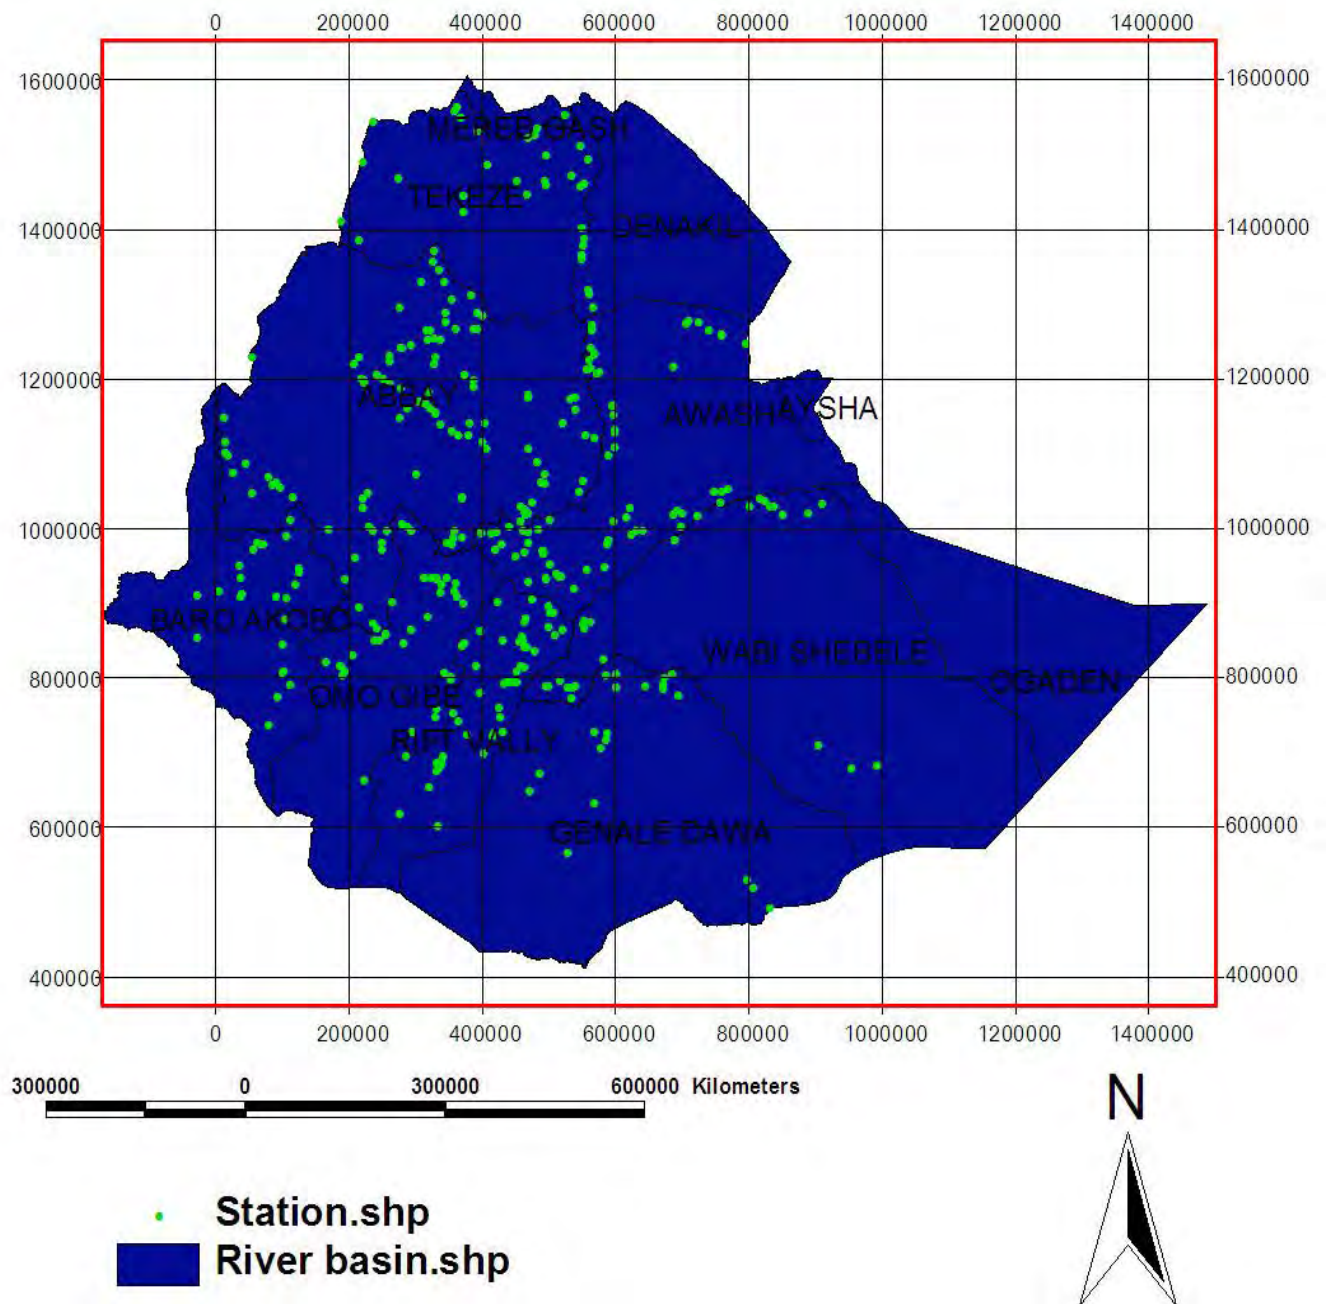 0 200000 400000 600000 800000 1000000 1200000 1400000
1600000 1600000
MEREB GASH
TEKEZE
DENAKIL
1400000 1400000
1200000 1200000
ABBAY
AWASH AYSHA
1000000 1000000
BARO AKOBO
WABI SHEBELE
800000 800000
OGADEN
OMO GIBE
RIFT VALLY
GENALE DAWA
600000 600000
400000 400000
0 200000 400000 600000 800000 1000000 1200000 1400000
300000 0 300000 600000 Kilometers
N
Station.shp
River basin.shp